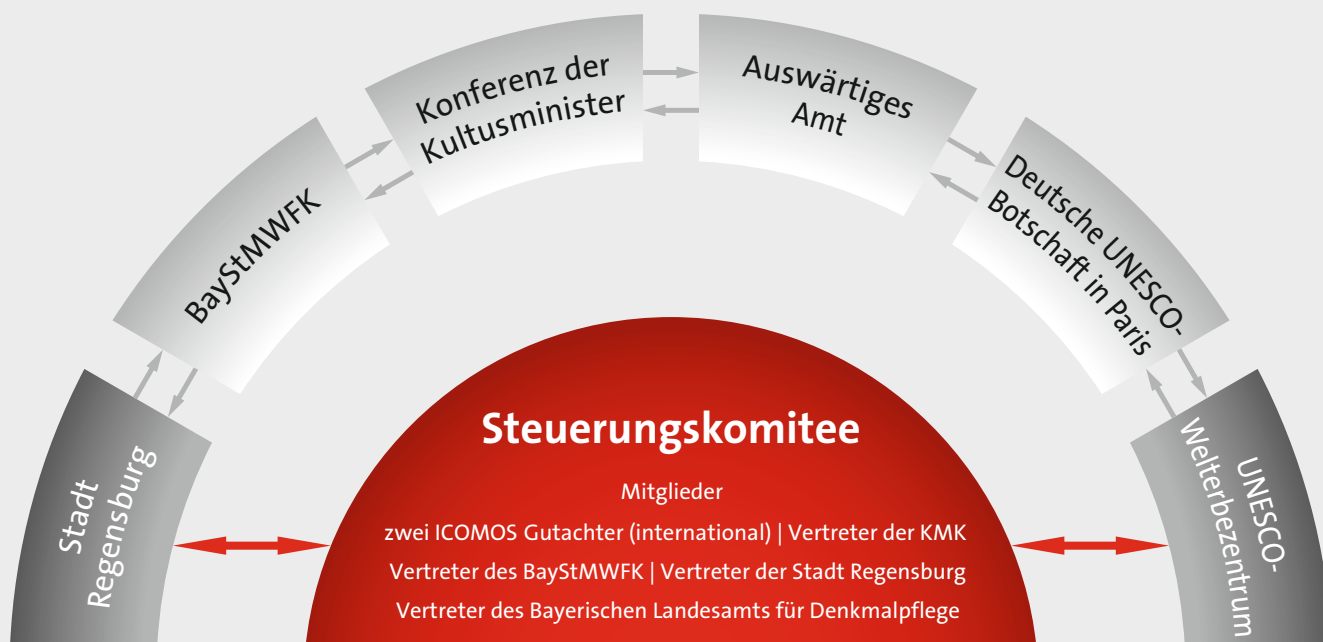 Konferenz der
Kultusminister
Auswärtiges
Amt
BayStMWFK
Deutsche UNESCO-
Botschaft in Paris
Stadt
Regensburg
UNESCO-
Welterbezentrum
Steuerungskomitee
Mitglieder
zwei ICOMOS Gutachter (international) | Vertreter der KMK
Vertreter des BayStMWFK | Vertreter der Stadt Regensburg
Vertreter des Bayerischen Landesamts für Denkmalpflege